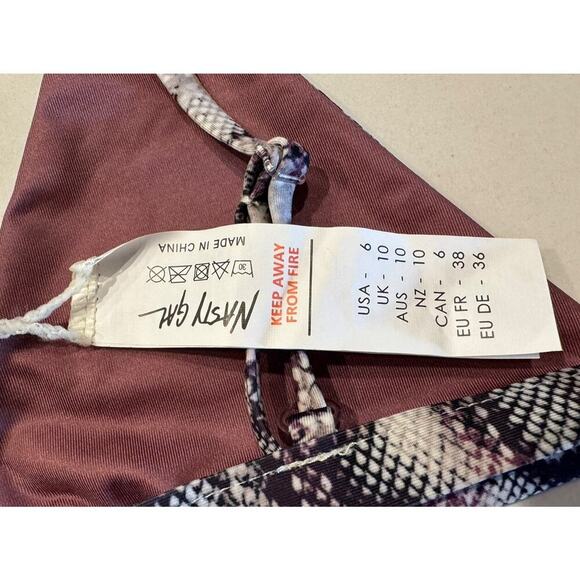 NASTY GAL
KEEP AWAY
FROM FIRE
USA - 6
UK - 10
AUS - 10
NZ - 10
CAN - 6
EU FR - 38
EU DE - 36
30
MADE IN CHINA